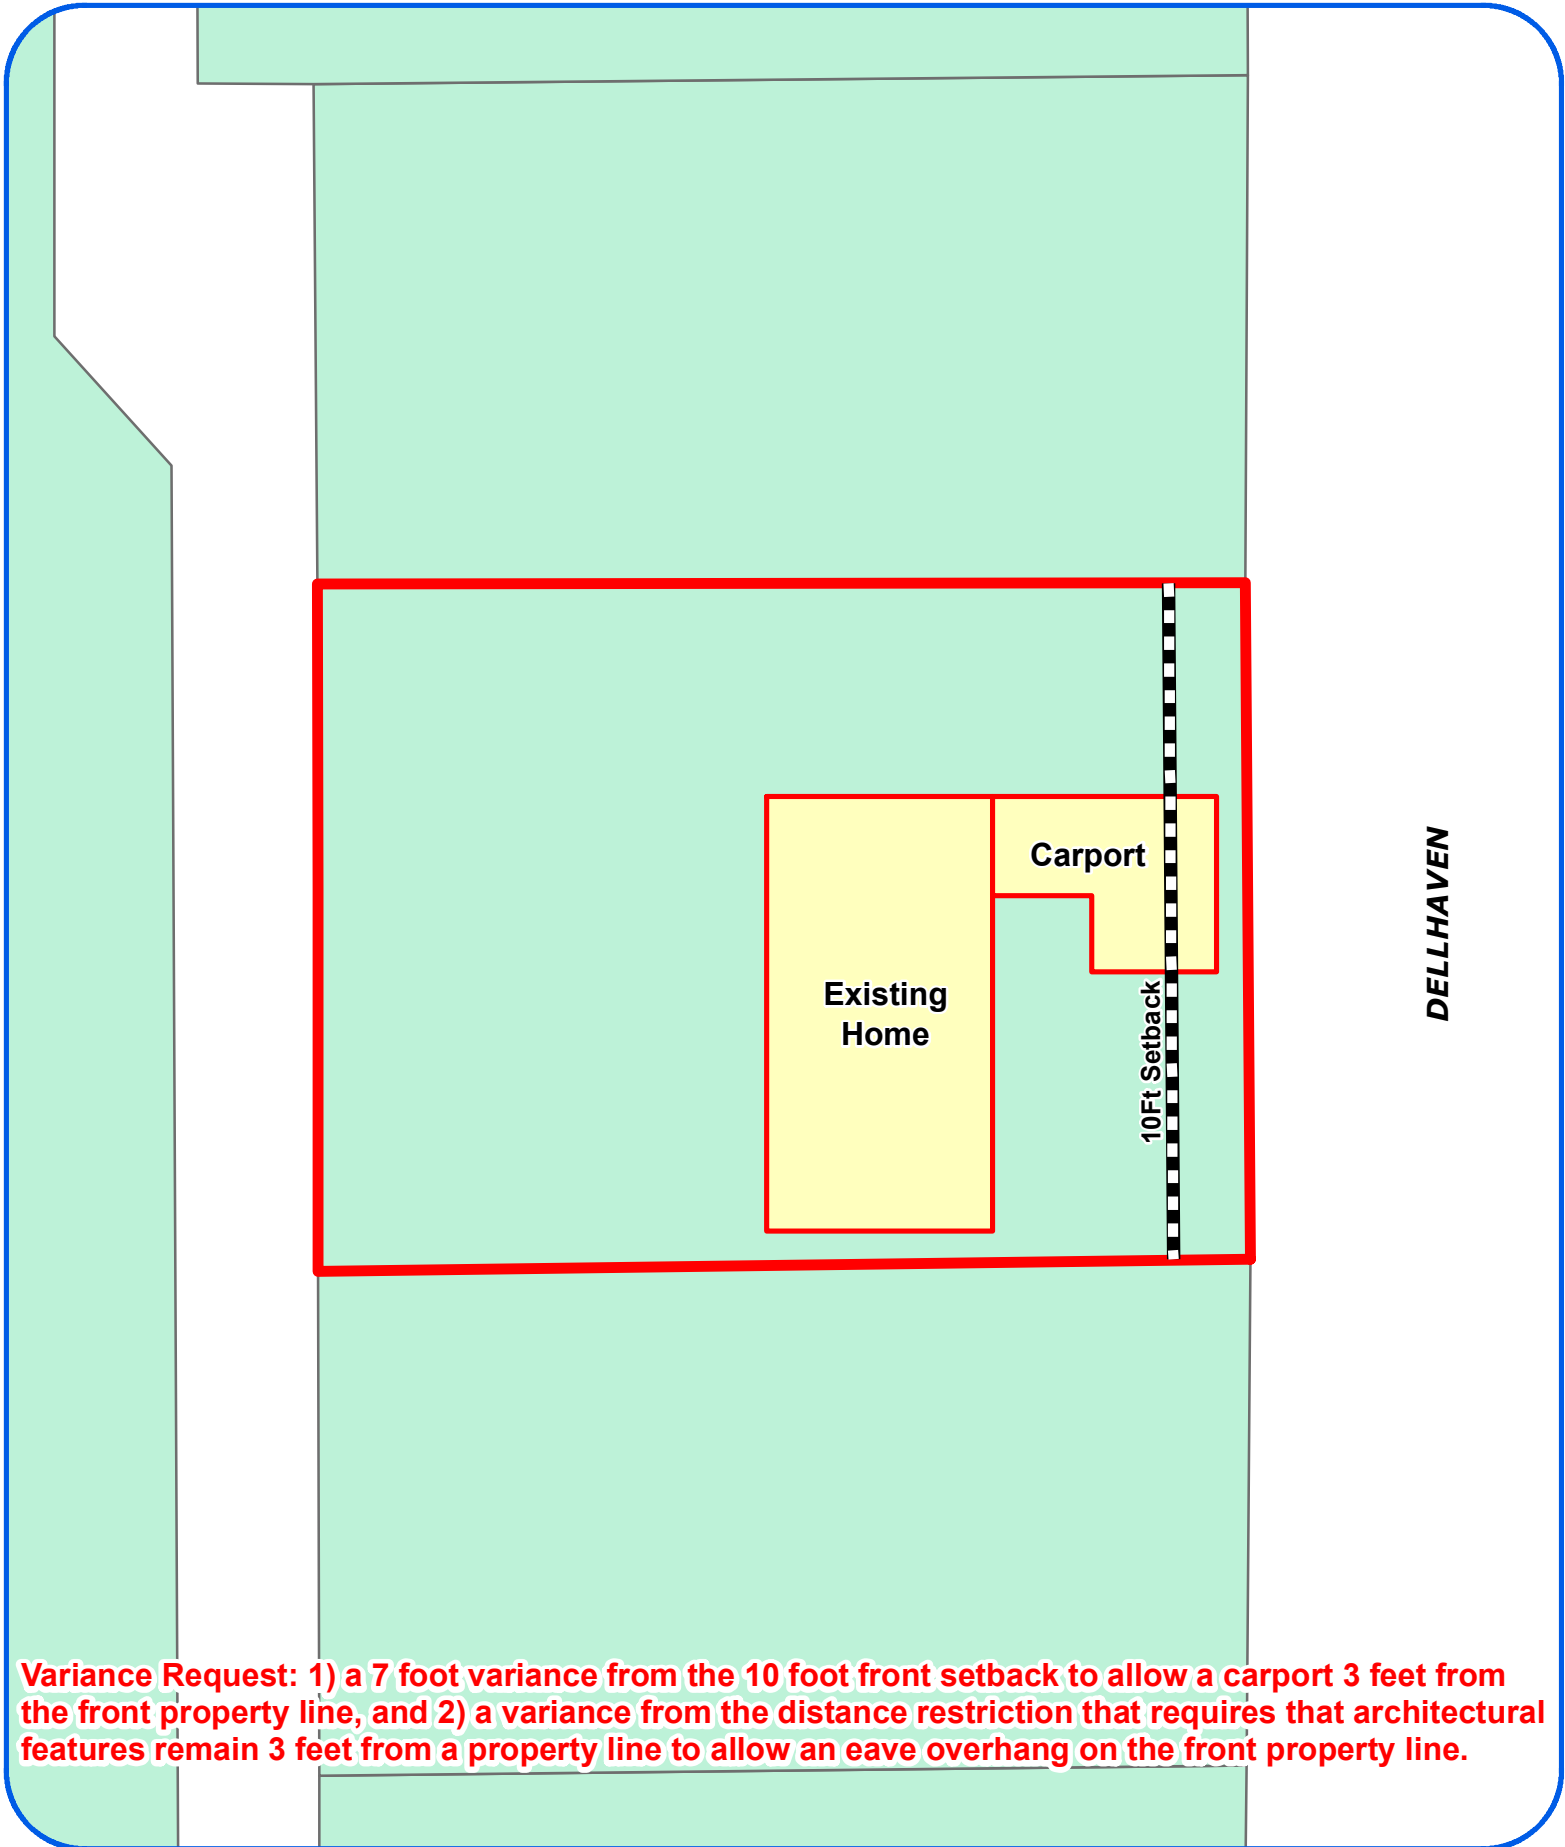 Carport
DELLHAVEN
Existing
Home
10Ft Setback
Variance Request: 1) a 7 foot variance from the 10 foot front setback to allow a carport 3 feet from
the front property line, and 2) a variance from the distance restriction that requires that architectural
features remain 3 feet from a property line to allow an eave overhang on the front property line.